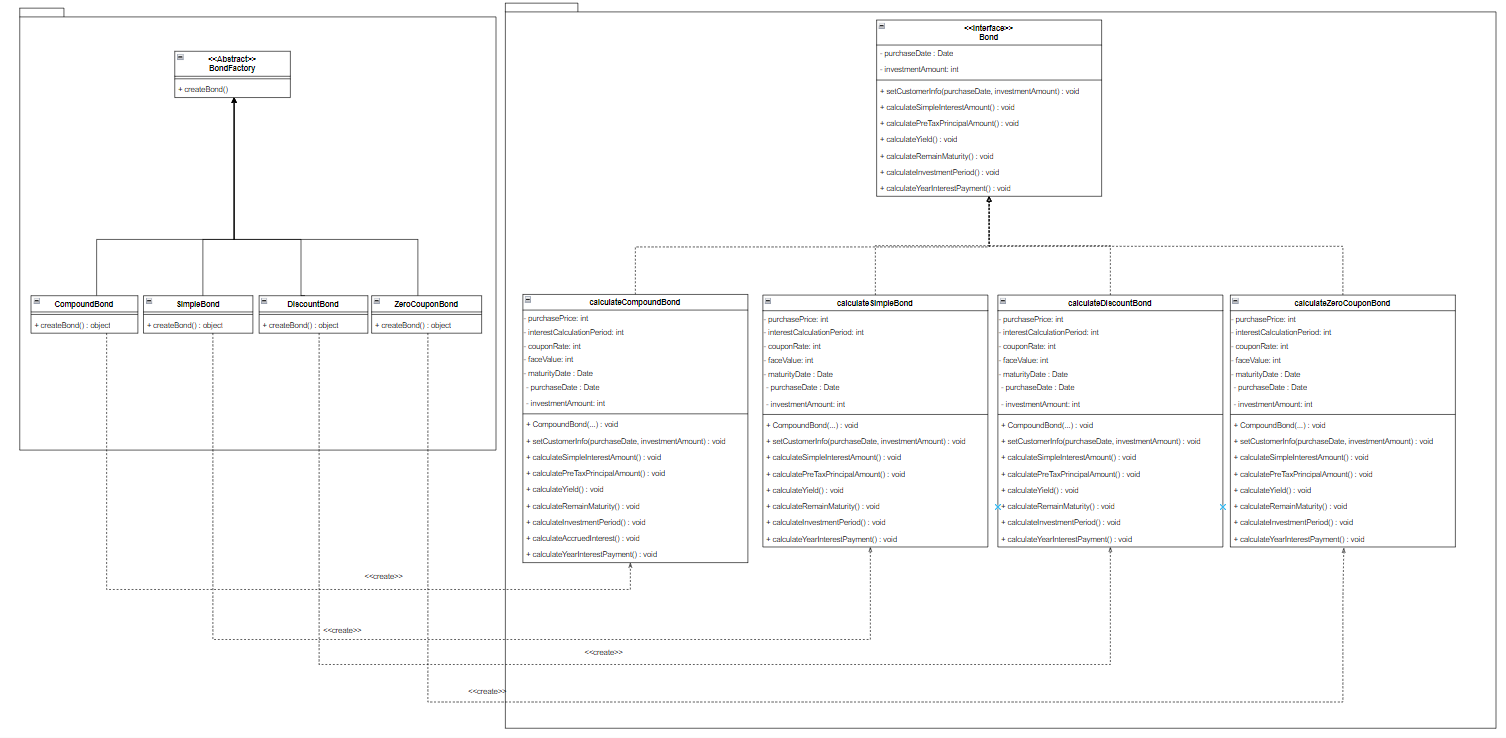 <<Abstract>>
BondFactory
+ createBond()
CompoundBond
+ createBond() : object
SimpleBond
+ createBond() : object
DiscountBond
+ createBond() : object
ZeroCouponBond
+ createBond() : object
<<Interface>>
Bond
- purchaseDate : Date
- investmentAmount: int
+ setCustomerInfo(purchaseDate, investmentAmount) : void
+ calculateSimpleInterestAmount() : void
+ calculatePreTaxPrincipalAmount() : void
+ calculateYield() : void
+ calculateRemainMaturity() : void
+ calculateInvestmentPeriod() : void
+ calculateYearInterestPayment() : void
calculateCompoundBond
- purchasePrice: int
- interestCalculationPeriod: int
- couponRate: int
- faceValue: int
- maturityDate : Date
- purchaseDate : Date
- investmentAmount: int
+ CompoundBond(...) : void
+ setCustomerInfo(purchaseDate, investmentAmount) : void
+ calculateSimpleInterestAmount() : void
+ calculatePreTaxPrincipalAmount() : void
+ calculateYield() : void
+ calculateRemainMaturity() : void
+ calculateInvestmentPeriod() : void
+ calculateAccruedInterest() : void
+ calculateYearInterestPayment() : void
calculateSimpleBond
- purchasePrice: int
- interestCalculationPeriod: int
- couponRate: int
- faceValue: int
- maturityDate : Date
- purchaseDate : Date
- investmentAmount: int
+ CompoundBond(...) : void
+ setCustomerInfo(purchaseDate, investmentAmount) : void
+ calculateSimpleInterestAmount() : void
+ calculatePreTaxPrincipalAmount() : void
+ calculateYield() : void
+ calculateRemainMaturity() : void
+ calculateInvestmentPeriod() : void
+ calculateYearInterestPayment() : void
calculateDiscountBond
- purchasePrice: int
- interestCalculationPeriod: int
- couponRate: int
- faceValue: int
- maturityDate : Date
- purchaseDate : Date
- investmentAmount: int
+ CompoundBond(...) : void
+ setCustomerInfo(purchaseDate, investmentAmount) : void
+ calculateSimpleInterestAmount() : void
+ calculatePreTaxPrincipalAmount() : void
+ calculateYield() : void
+ calculateRemainMaturity() : void
+ calculateInvestmentPeriod() : void
+ calculateYearInterestPayment() : void
calculateZeroCouponBond
- purchasePrice: int
- interestCalculationPeriod: int
- couponRate: int
- faceValue: int
- maturityDate : Date
- purchaseDate : Date
- investmentAmount: int
+ CompoundBond(...) : void
+ setCustomerInfo(purchaseDate, investmentAmount) : void
+ calculateSimpleInterestAmount() : void
+ calculatePreTaxPrincipalAmount() : void
+ calculateYield() : void
+ calculateRemainMaturity() : void
+ calculateInvestmentPeriod() : void
+ calculateYearInterestPayment() : void
<<create>>
<<create>>
<<create>>
<<create>>